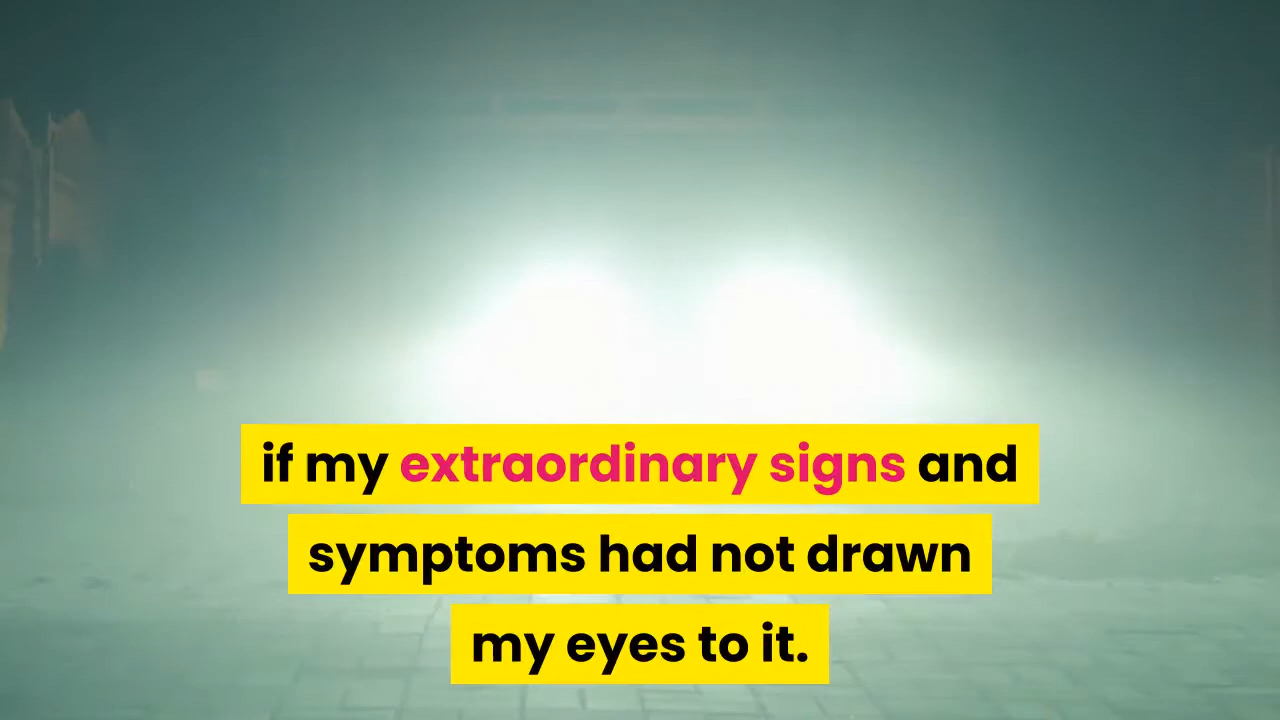 if my extraordinary signs and
symptoms had not drawn
my eyes to it.